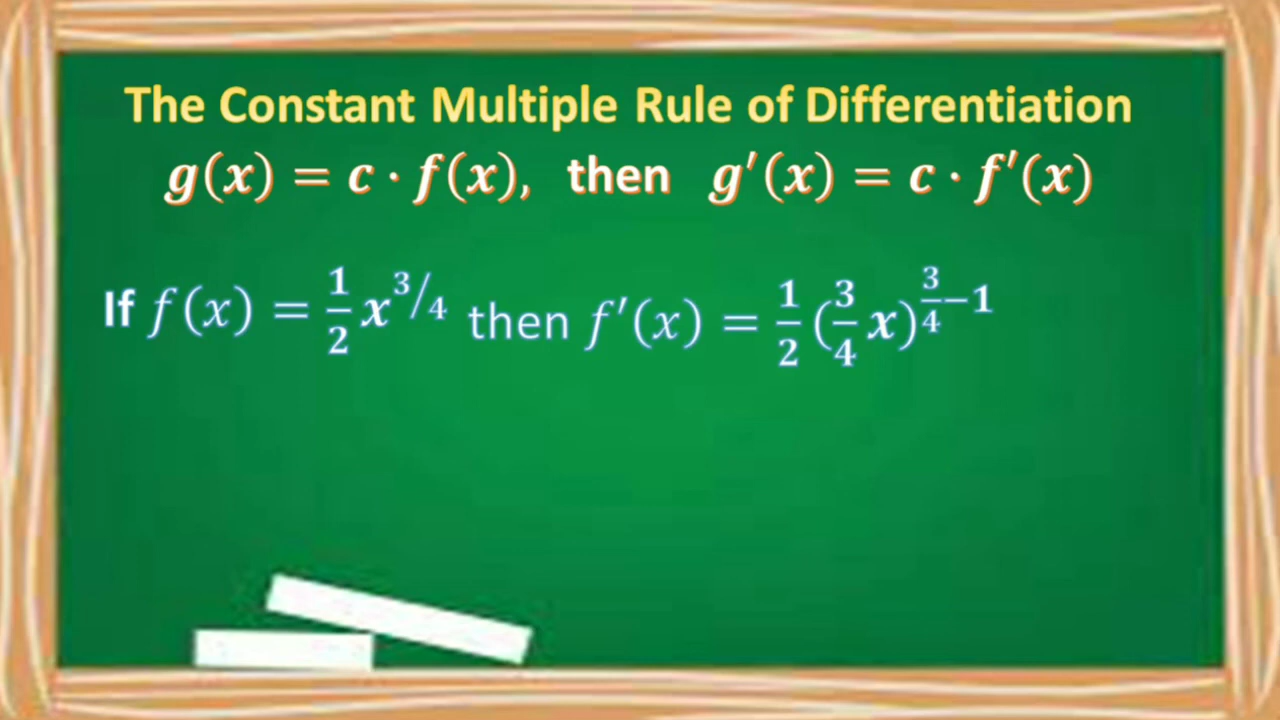 The Constant Multiple Rule of Differentiation
g(x) = c · f(x), then g′(x) = c · f′(x)
If f(x) = 1/2 x^3/4 then f′(x) = 1/2 (3/4 x)^3/4−1